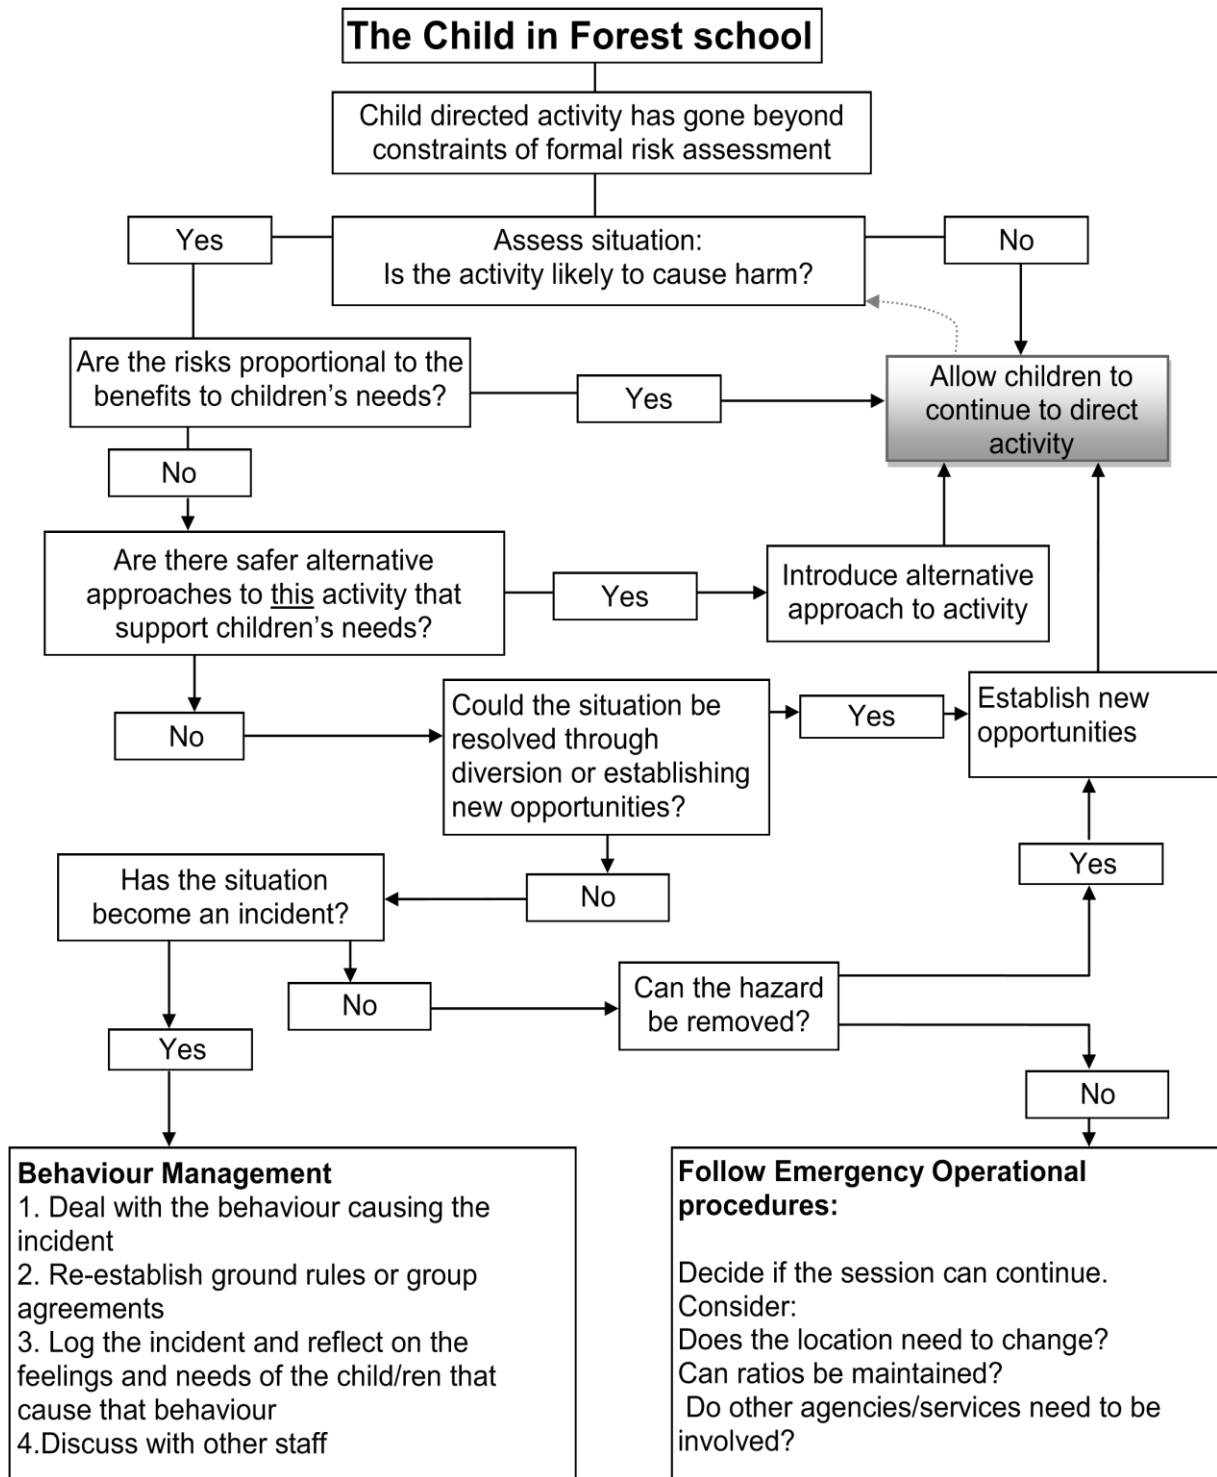 The Child in Forest school
Child directed activity has gone beyond
constraints of formal risk assessment
Yes
Assess situation:
Is the activity likely to cause harm?
No
Are the risks proportional to the
benefits to children's needs?
Yes
Allow children to
continue to direct
activity
No
Are there safer alternative
approaches to this activity that
support children's needs?
Yes
Introduce alternative
approach to activity
No
Could the situation be
resolved through
diversion or establishing
new opportunities?
Yes
Establish new
opportunities
Yes
No
Has the situation
become an incident?
No
Can the hazard
be removed?
Yes
No
Behaviour Management
1. Deal with the behaviour causing the
incident
2. Re-establish ground rules or group
agreements
3. Log the incident and reflect on the
feelings and needs of the child/ren that
cause that behaviour
4.Discuss with other staff
Follow Emergency Operational
procedures:
Decide if the session can continue.
Consider:
Does the location need to change?
Can ratios be maintained?
Do other agencies/services need to be
involved?